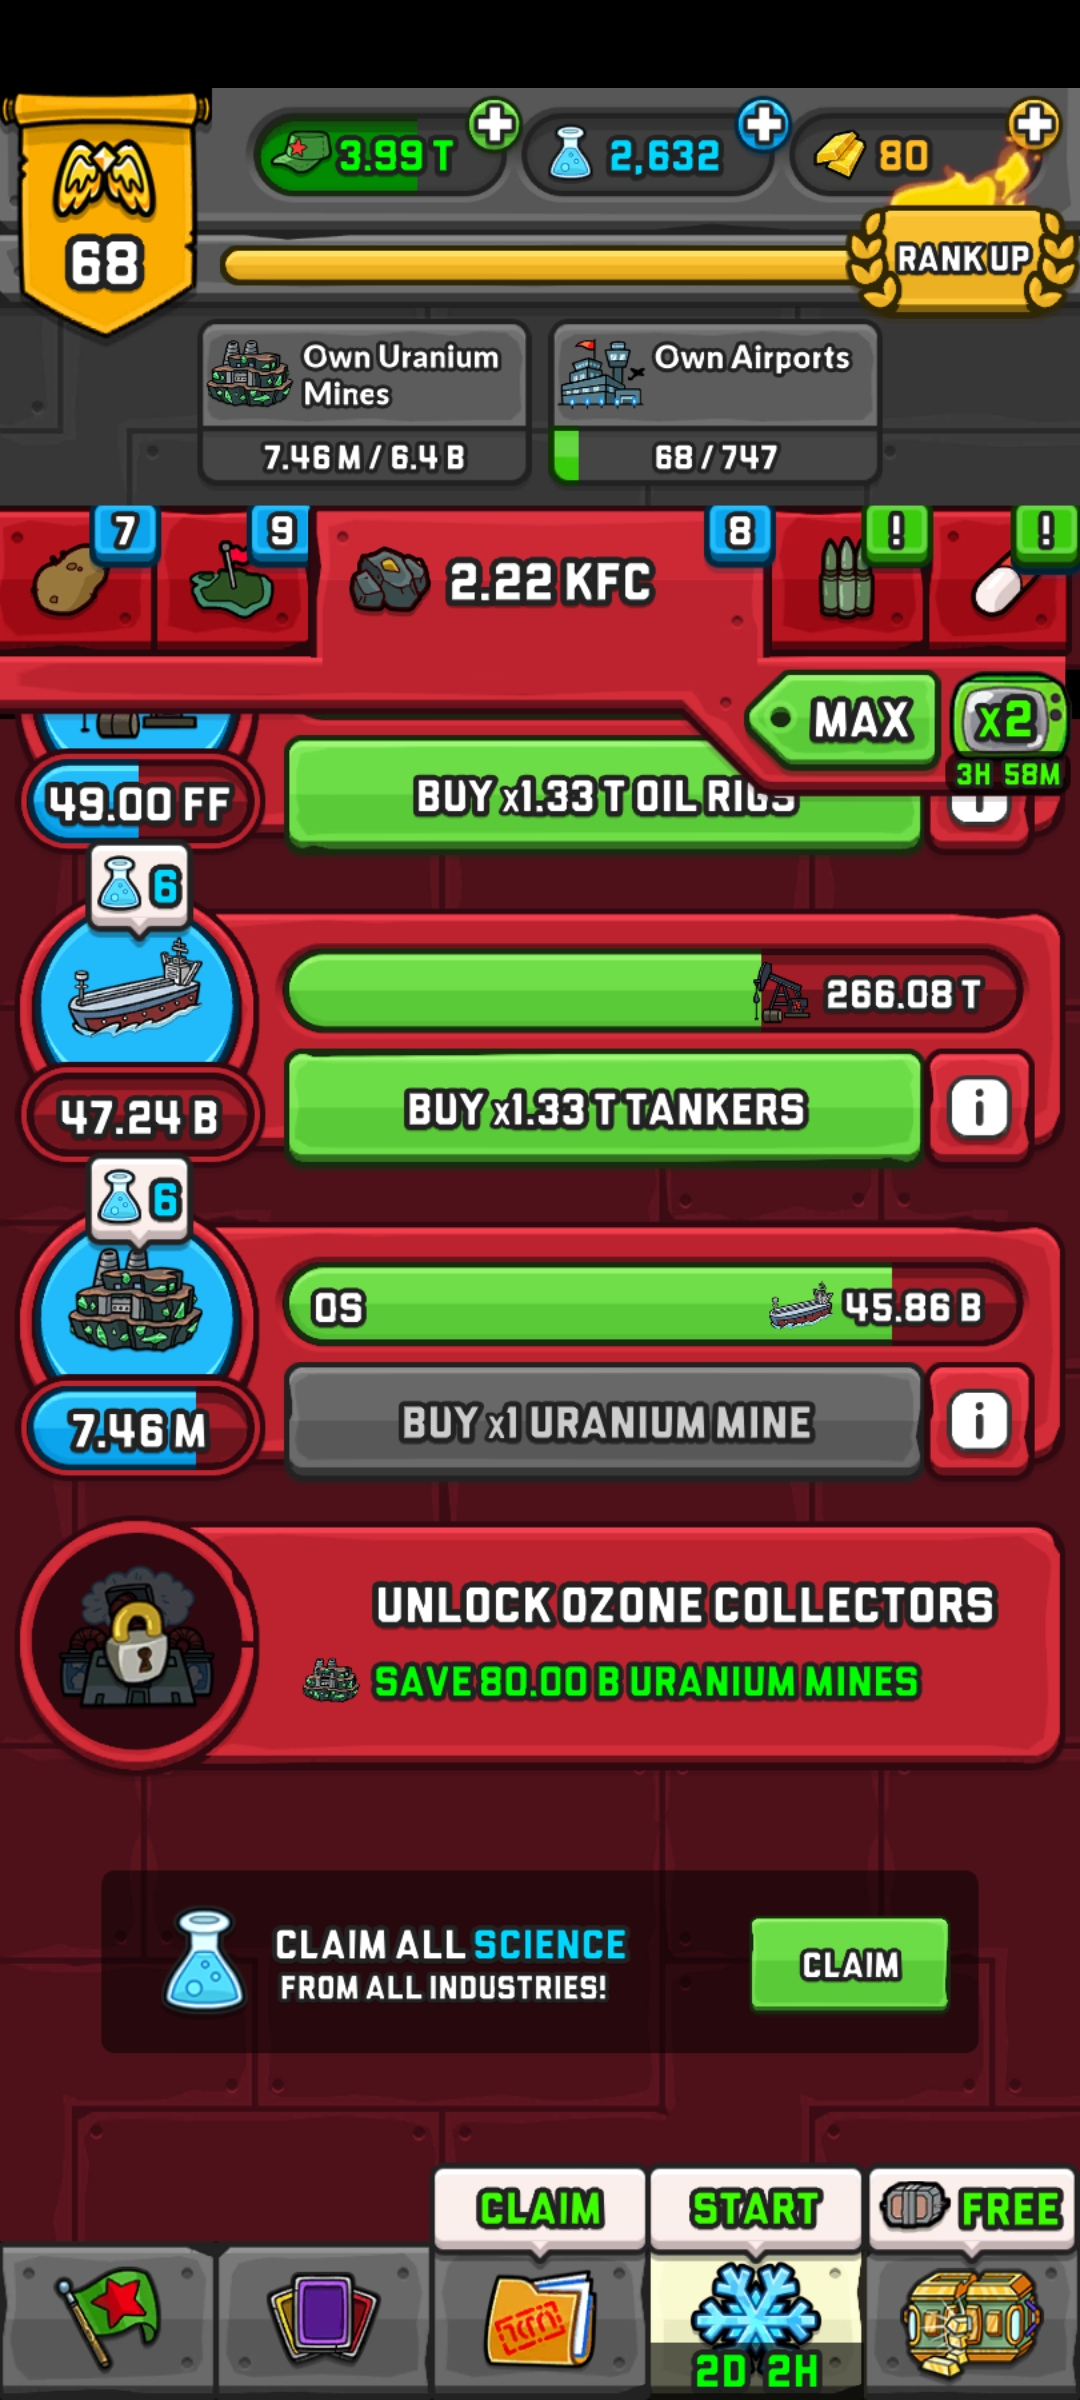 3.99 T
2,632
80
68
RANK UP
Own Uranium
Mines
7.46 M / 6.4 B
Own Airports
68 / 747
7
9
2.22 KFC
8
!
!
MAX
x2
3H 58M
49.00 FF
BUY x1.33 T OIL RIGS
6
266.08 T
47.24 B
BUY x1.33 T TANKERS
i
6
0S
45.86 B
7.46 M
BUY x1 URANIUM MINE
i
UNLOCK OZONE COLLECTORS
SAVE 80.00 B URANIUM MINES
CLAIM ALL SCIENCE
FROM ALL INDUSTRIES!
CLAIM
CLAIM
START
FREE
2D 2H